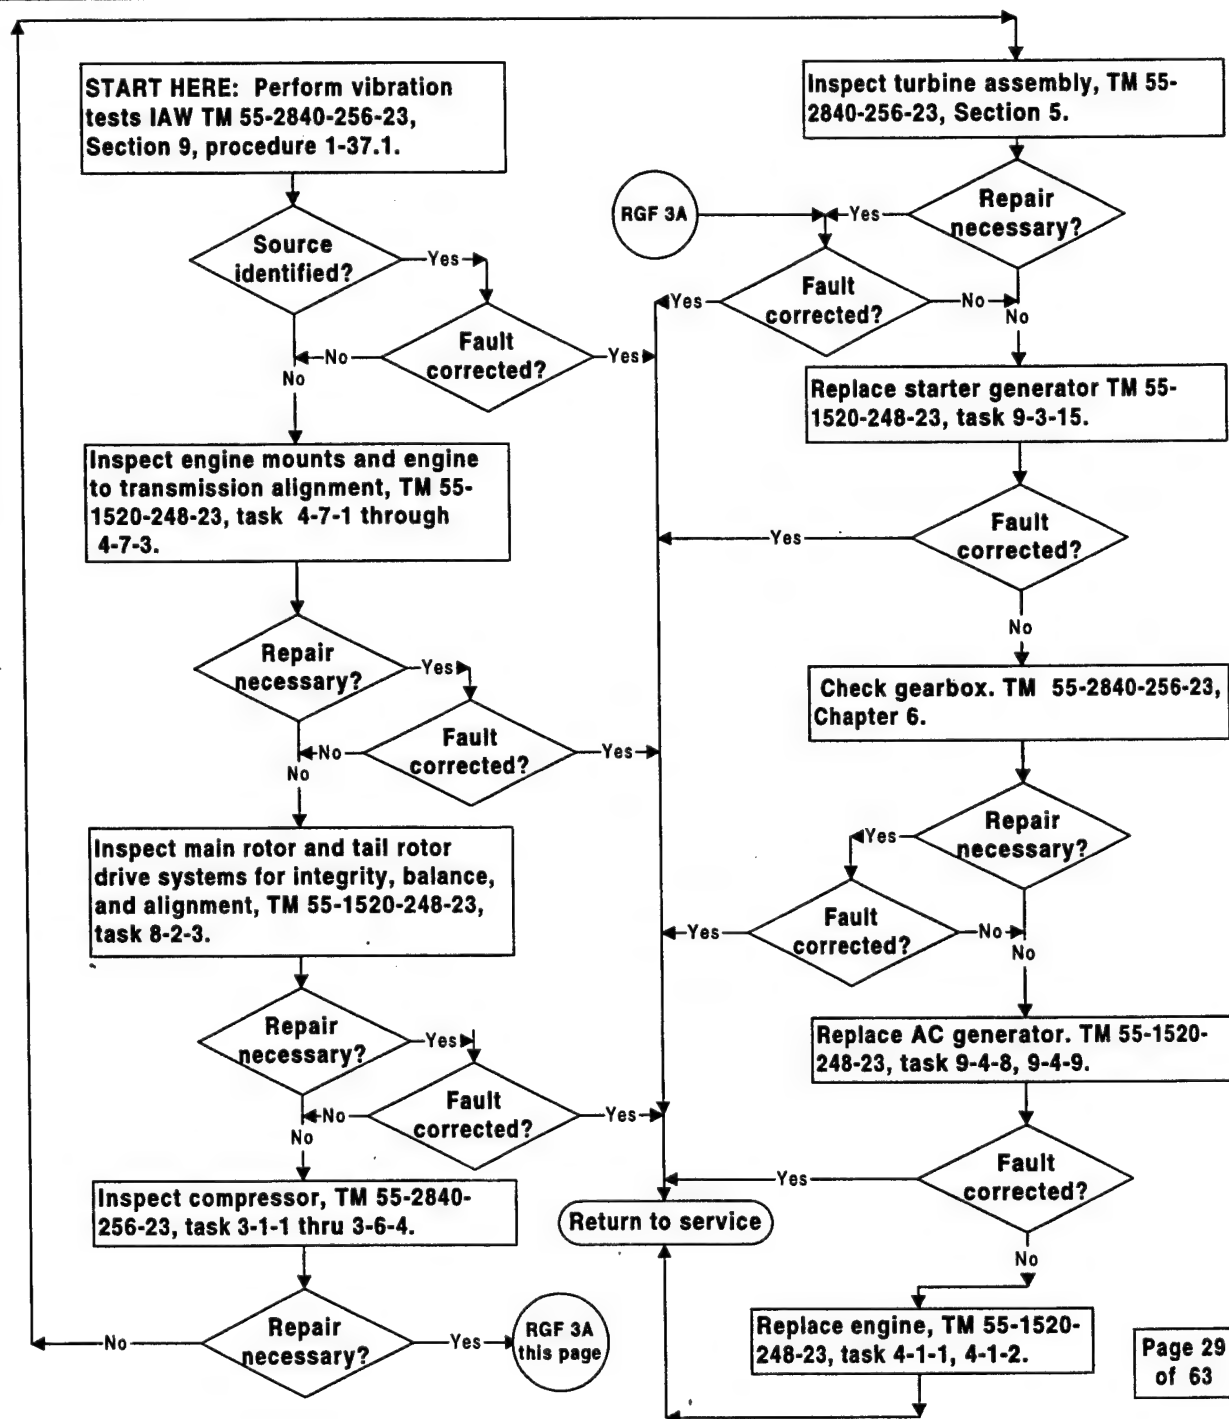 START HERE: Perform vibration
tests IAW TM 55-2840-256-23,
Section 9, procedure 1-37.1.
Source
identified?
Yes
Fault
corrected?
No
Yes
No
Inspect engine mounts and engine
to transmission alignment, TM 55-
1520-248-23, task 4-7-1 through
4-7-3.
Repair
necessary?
Yes
Fault
corrected?
No
Yes
No
Inspect main rotor and tail rotor
drive systems for integrity, balance,
and alignment, TM 55-1520-248-23,
task 8-2-3.
Repair
necessary?
Yes
Fault
corrected?
No
Yes
No
Inspect compressor, TM 55-2840-
256-23, task 3-1-1 thru 3-6-4.
Repair
necessary?
No
Yes
RGF 3A
this page
Inspect turbine assembly, TM 55-
2840-256-23, Section 5.
RGF 3A
Yes
Repair
necessary?
Yes
Fault
corrected?
No
No
Replace starter generator TM 55-
1520-248-23, task 9-3-15.
Yes
Fault
corrected?
No
Check gearbox. TM 55-2840-256-23,
Chapter 6.
Yes
Repair
necessary?
Yes
Fault
corrected?
No
No
Replace AC generator. TM 55-1520-
248-23, task 9-4-8, 9-4-9.
Yes
Fault
corrected?
No
Return to service
Replace engine, TM 55-1520-
248-23, task 4-1-1, 4-1-2.
Page 29
of 63